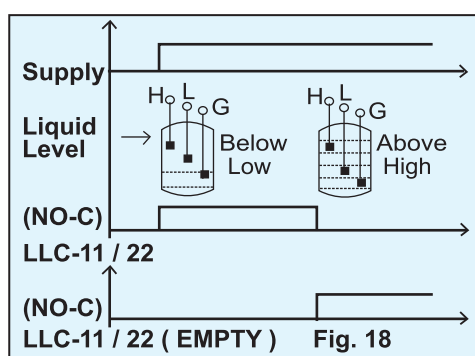 Supply
H L G H L G
Liquid Level
Below Low
Above High
(NO-C)
LLC-11 / 22
(NO-C)
LLC-11 / 22 ( EMPTY ) Fig. 18